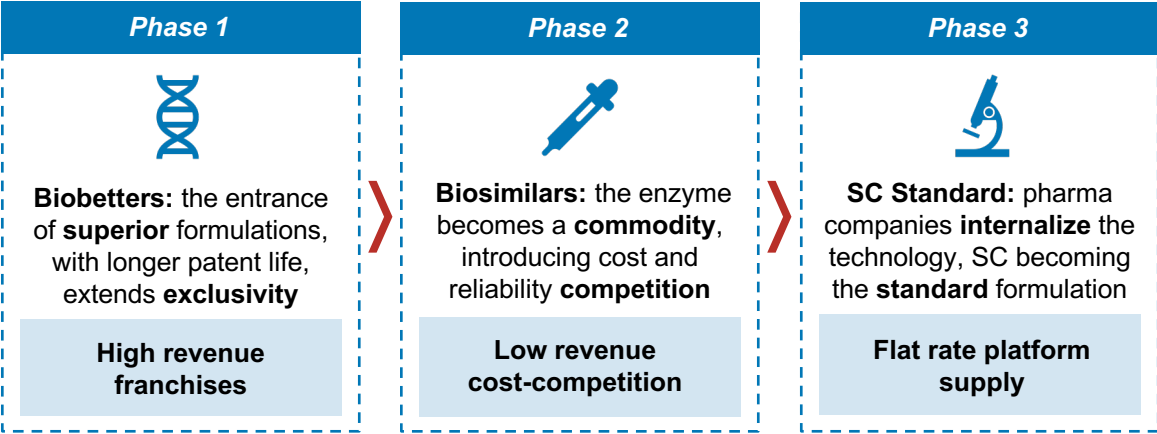 Phase 1
Biobetters: the entrance
of superior formulations,
with longer patent life,
extends exclusivity
High revenue
franchises
Phase 2
Biosimilars: the enzyme
becomes a commodity,
introducing cost and
reliability competition
Low revenue
cost-competition
Phase 3
SC Standard: pharma
companies internalize the
technology, SC becoming
the standard formulation
Flat rate platform
supply